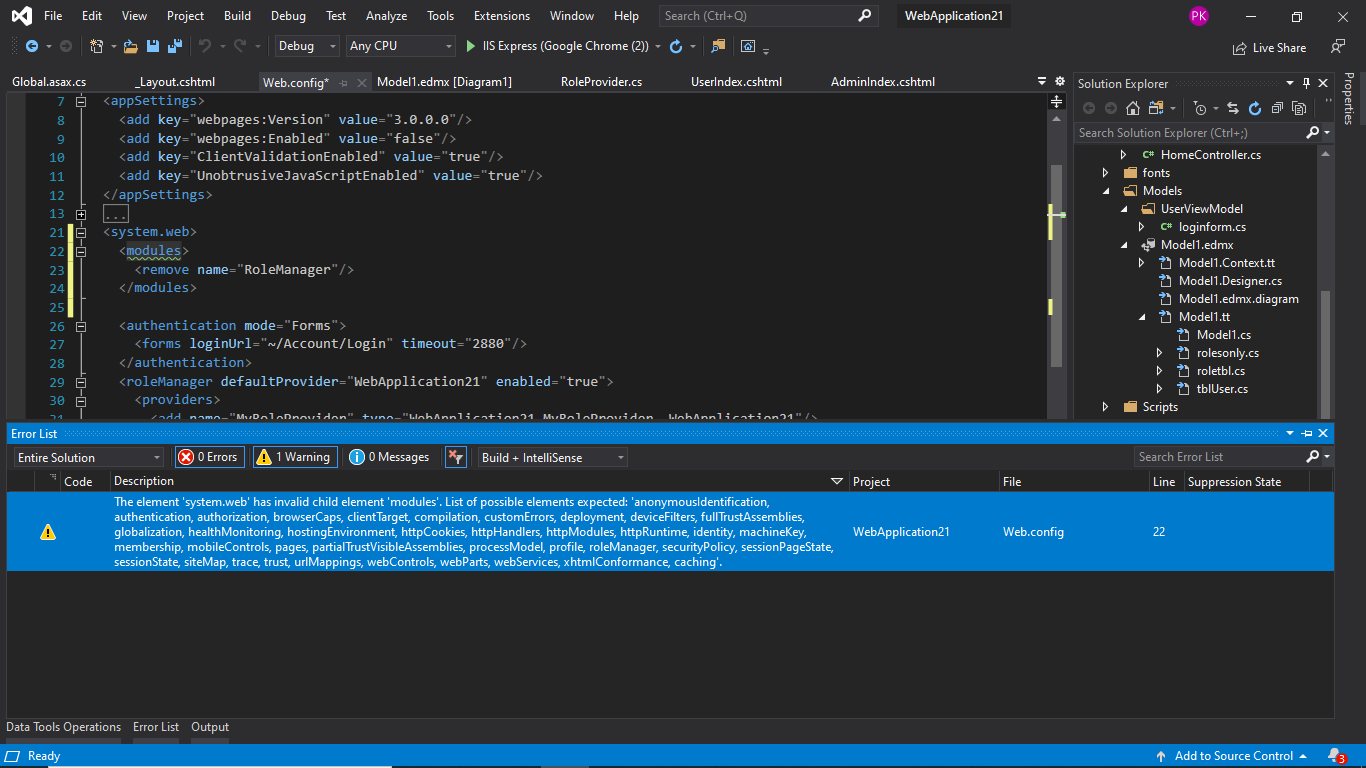 File Edit View Project Build Debug Test Analyze Tools Extensions Window Help Search (Ctrl+Q) WebApplication21 PK
Debug Any CPU IIS Express (Google Chrome (2)) Live Share
Global.asax.cs _Layout.cshtml Web.config* Model1.edmx [Diagram1] RoleProvider.cs UserIndex.cshtml AdminIndex.cshtml
7 <appSettings>
8 <add key="webpages:Version" value="3.0.0.0"/>
9 <add key="webpages:Enabled" value="false"/>
10 <add key="ClientValidationEnabled" value="true"/>
11 <add key="UnobtrusiveJavaScriptEnabled" value="true"/>
12 </appSettings>
13 ...
21 <system.web>
22 <modules>
23 <remove name="RoleManager"/>
24 </modules>
25
26 <authentication mode="Forms">
27 <forms loginUrl="~/Account/Login" timeout="2880"/>
28 </authentication>
29 <roleManager defaultProvider="WebApplication21" enabled="true">
30 <providers>
31 <add name="MyRoleProvider" type="WebApplication21.MyRoleProvider, WebApplication21"/>
Solution Explorer
Search Solution Explorer (Ctrl+;)
C# HomeController.cs
fonts
Models
UserViewModel
C# loginform.cs
Model1.edmx
Model1.Context.tt
Model1.Designer.cs
Model1.edmx.diagram
Model1.tt
Model1.cs
rolesonly.cs
roletbl.cs
tblUser.cs
Scripts
Properties
Error List
Entire Solution 0 Errors 1 Warning 0 Messages Build + IntelliSense Search Error List
Code Description Project File Line Suppression State
The element 'system.web' has invalid child element 'modules'. List of possible elements expected: 'anonymousIdentification,
authentication, authorization, browserCaps, clientTarget, compilation, customErrors, deployment, deviceFilters, fullTrustAssemblies,
globalization, healthMonitoring, hostingEnvironment, httpCookies, httpHandlers, httpModules, httpRuntime, identity, machineKey,
membership, mobileControls, pages, partialTrustVisibleAssemblies, processModel, profile, roleManager, securityPolicy, sessionPageState,
sessionState, siteMap, trace, trust, urlMappings, webControls, webParts, webServices, xhtmlConformance, caching'.
WebApplication21 Web.config 22
Data Tools Operations Error List Output
Ready Add to Source Control 3